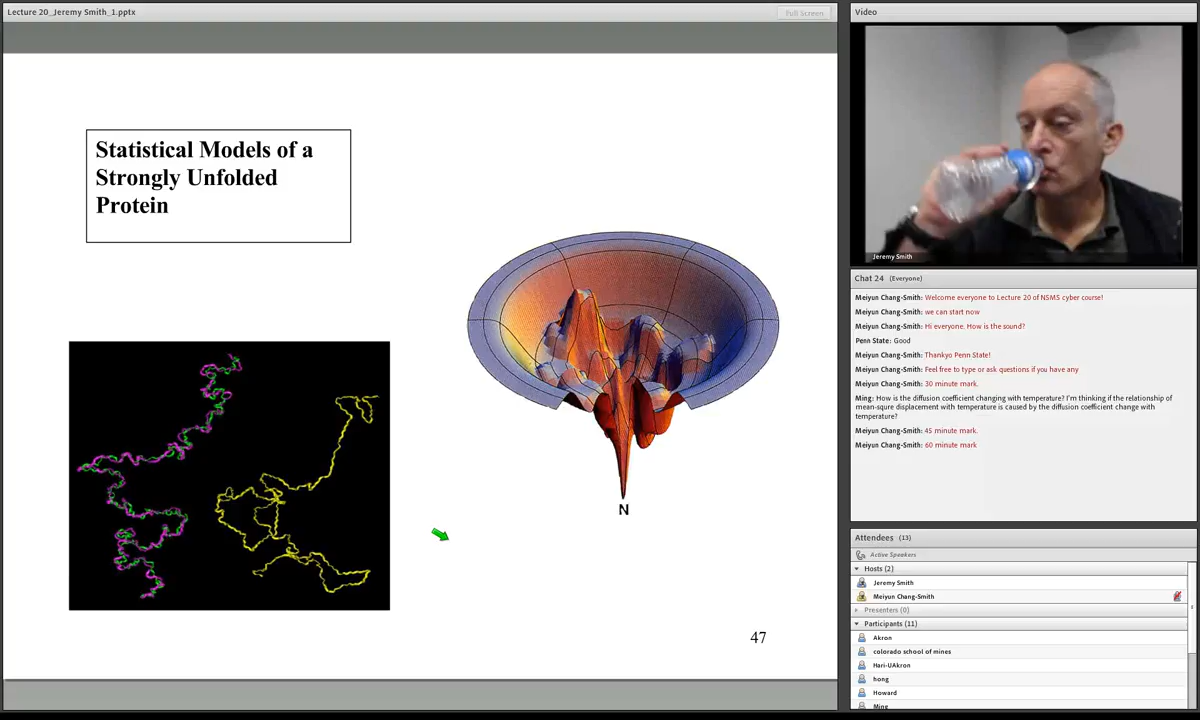 Lecture 20_Jeremy Smith_1.pptx
Full Screen
Statistical Models of a
Strongly Unfolded
Protein
N
47
Video
Jeremy Smith
Chat 24 (Everyone)
Meiyun Chang-Smith: Welcome everyone to Lecture 20 of NSMS cyber course!
Meiyun Chang-Smith: we can start now
Meiyun Chang-Smith: Hi everyone. How is the sound?
Penn State: Good
Meiyun Chang-Smith: Thankyo Penn State!
Meiyun Chang-Smith: Feel free to type or ask questions if you have any
Meiyun Chang-Smith: 30 minute mark.
Ming: How is the diffusion coefficient changing with temperature? I'm thinking if the relationship of
mean-squre displacement with temperature is caused by the diffusion coefficient change with
temperature?
Meiyun Chang-Smith: 45 minute mark.
Meiyun Chang-Smith: 60 minute mark
Attendees (13)
Active Speakers
Hosts (2)
Jeremy Smith
Meiyun Chang-Smith
Presenters (0)
Participants (11)
Akron
colorado school of mines
Hari-UAkron
hong
Howard
Ming